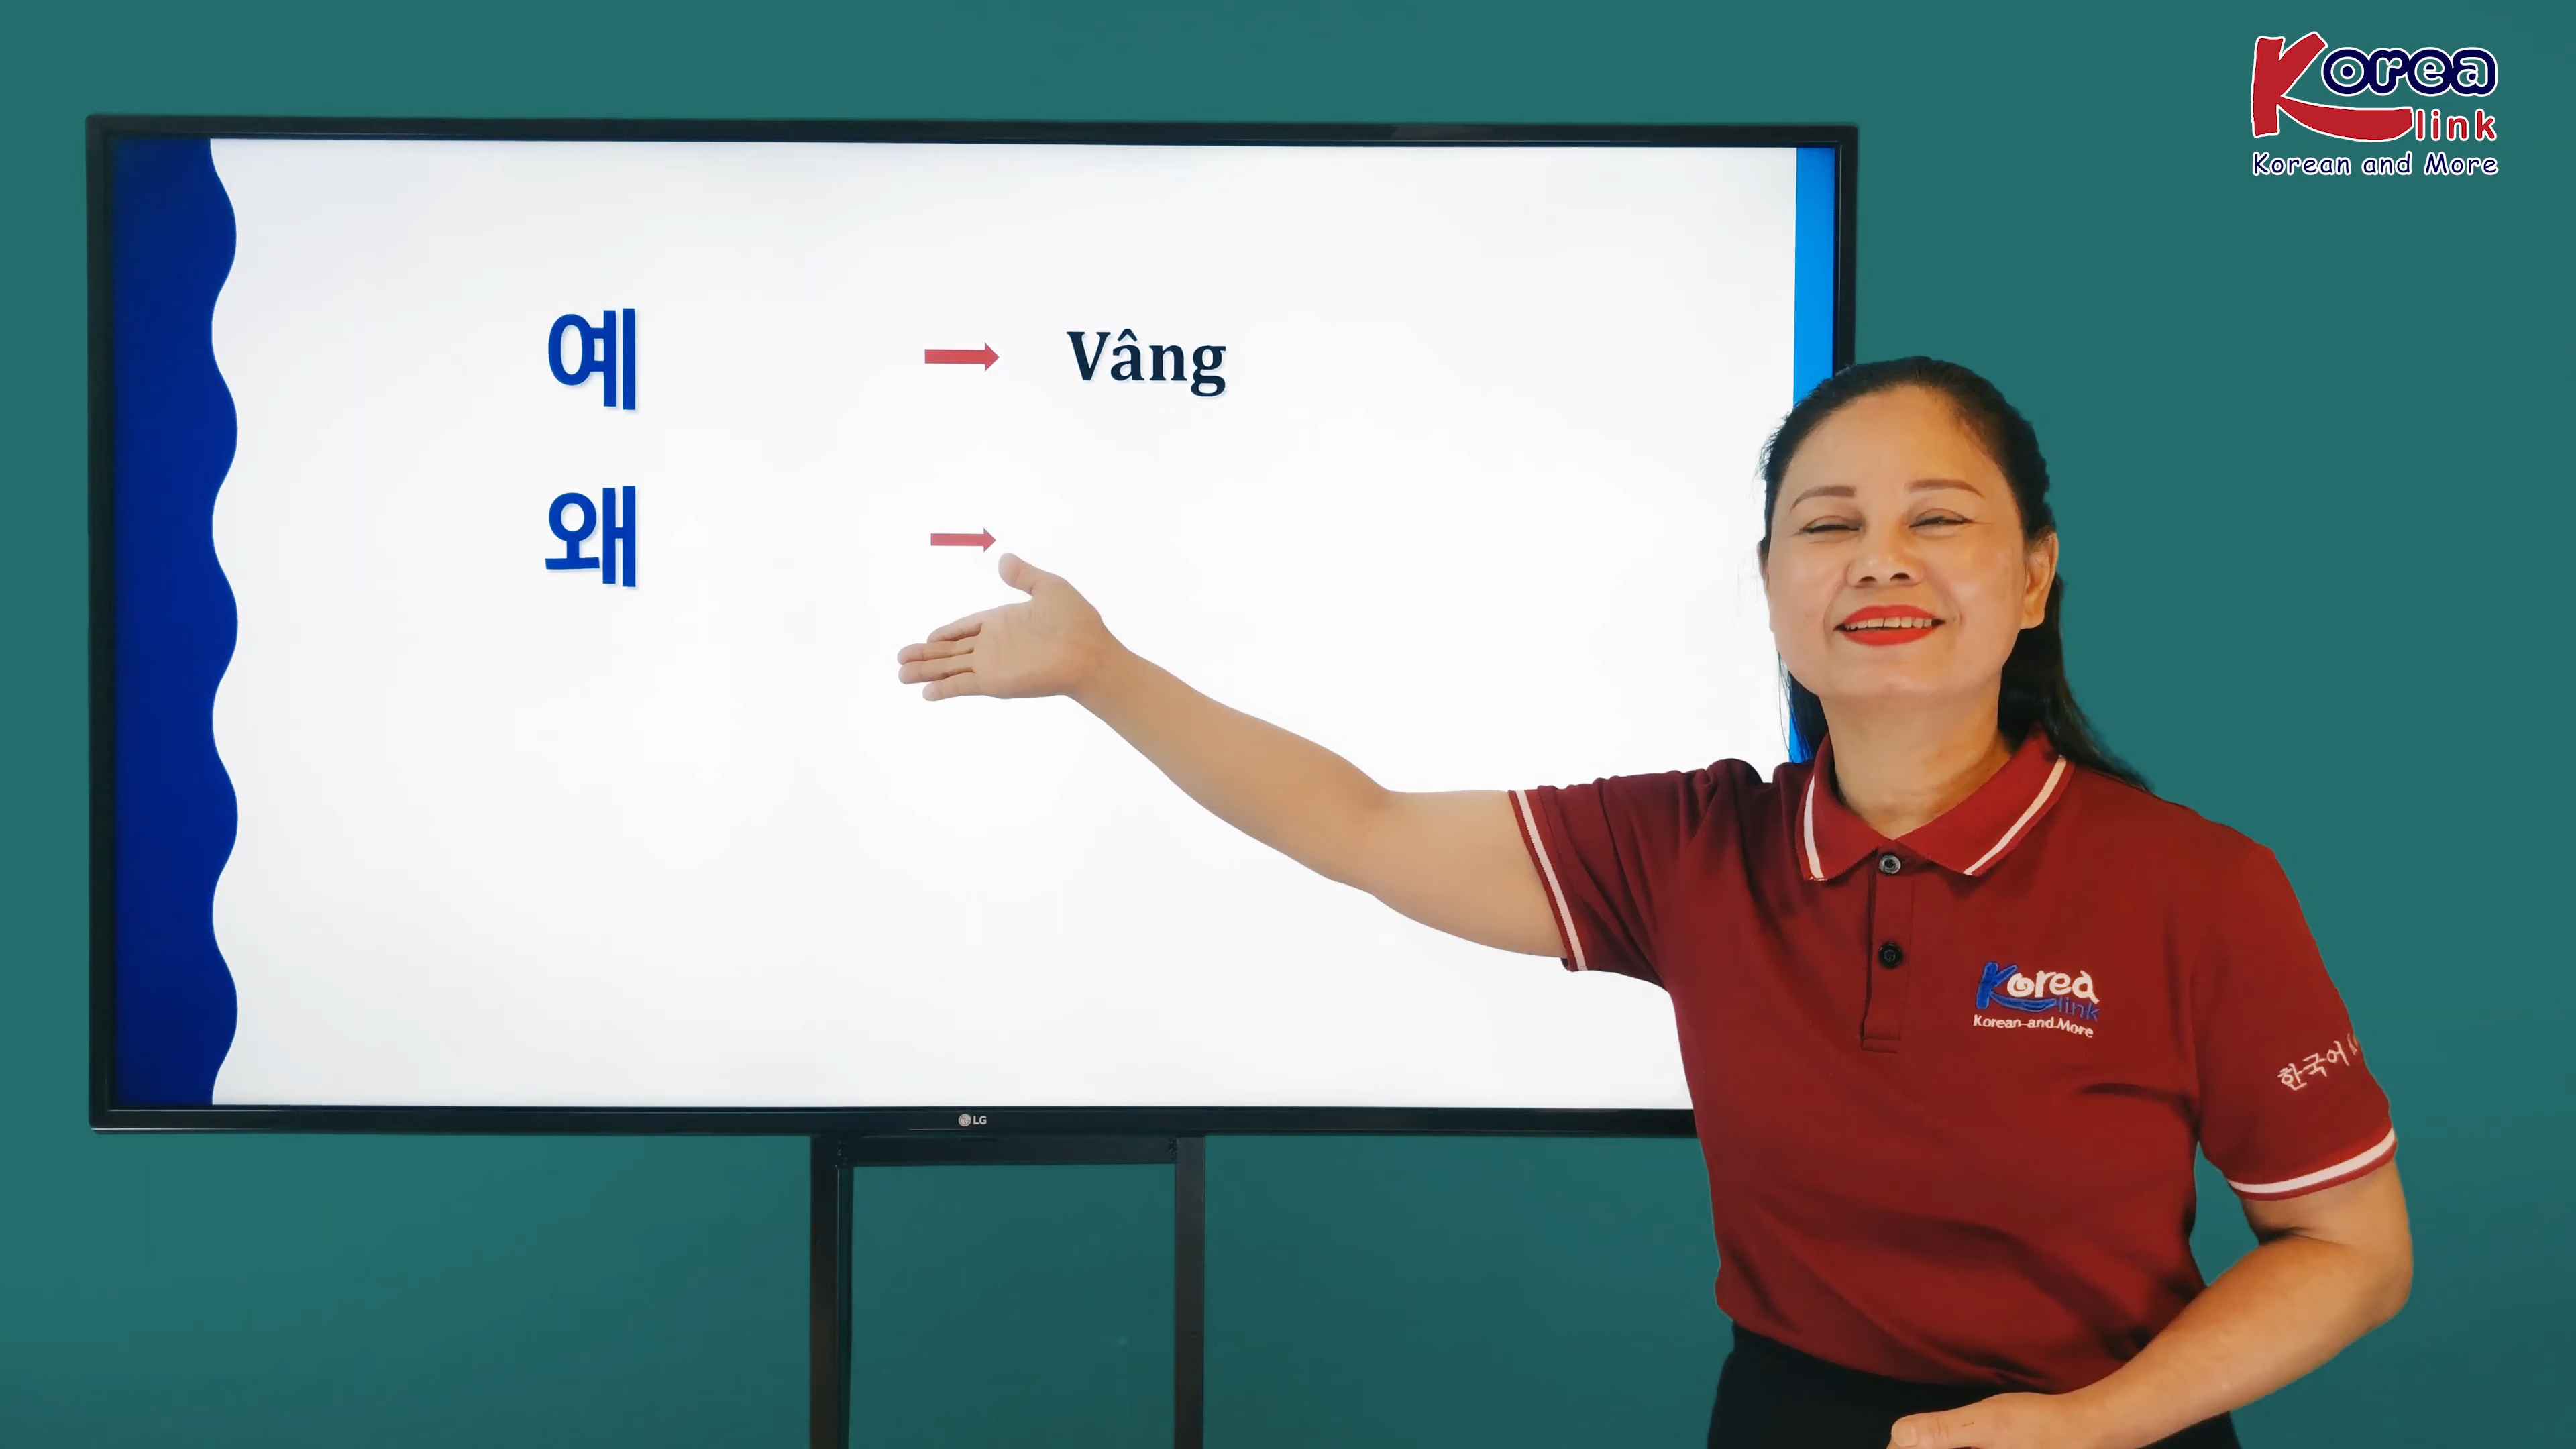 Korea
link
Korean and More
예 → Vâng
왜 →
LG
Korea
link
Korean and More
한국어